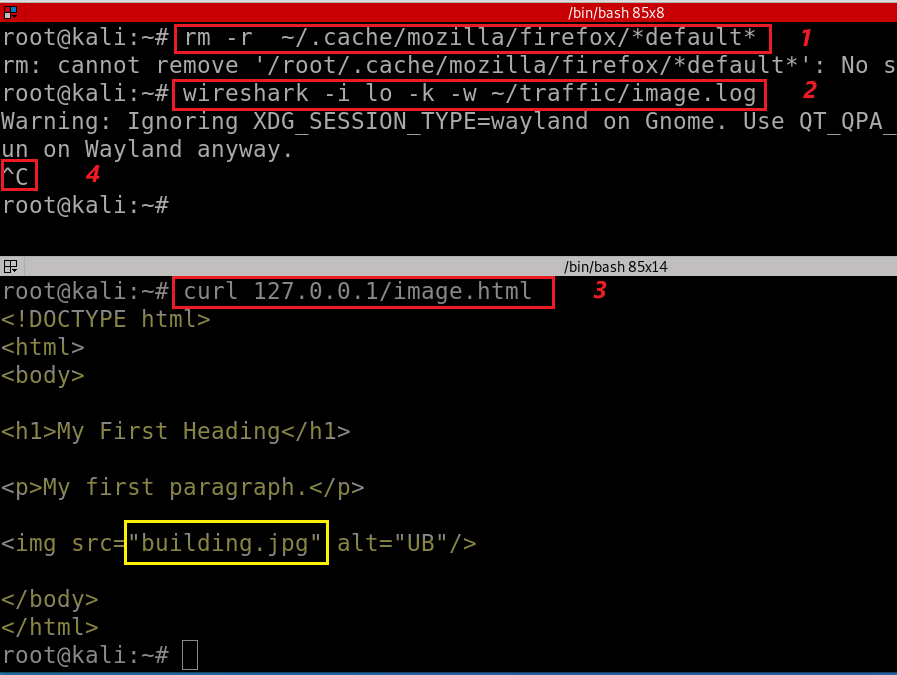 /bin/bash 85x8
root@kali:~# rm -r  ~/.cache/mozilla/firefox/*default* 1
rm: cannot remove '/root/.cache/mozilla/firefox/*default*': No s
root@kali:~# wireshark -i lo -k -w ~/traffic/image.log 2
Warning: Ignoring XDG_SESSION_TYPE=wayland on Gnome. Use QT_QPA_
un on Wayland anyway.
^C 4
root@kali:~#
/bin/bash 85x14
root@kali:~# curl 127.0.0.1/image.html 3
<!DOCTYPE html>
<html>
<body>
<h1>My First Heading</h1>
<p>My first paragraph.</p>
<img src="building.jpg" alt="UB"/>
</body>
</html>
root@kali:~#